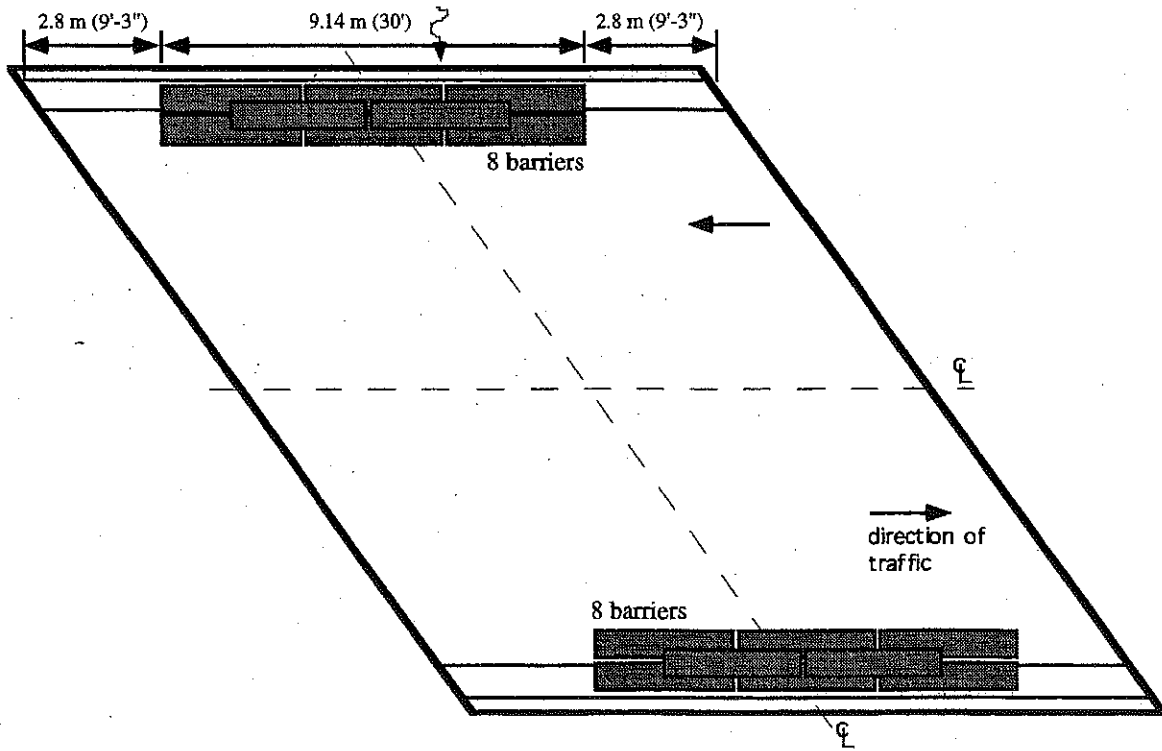 2.8 m (9'-3")
9.14 m (30')
2.8 m (9'-3")
8 barriers
℄
direction of
traffic
8 barriers
℄